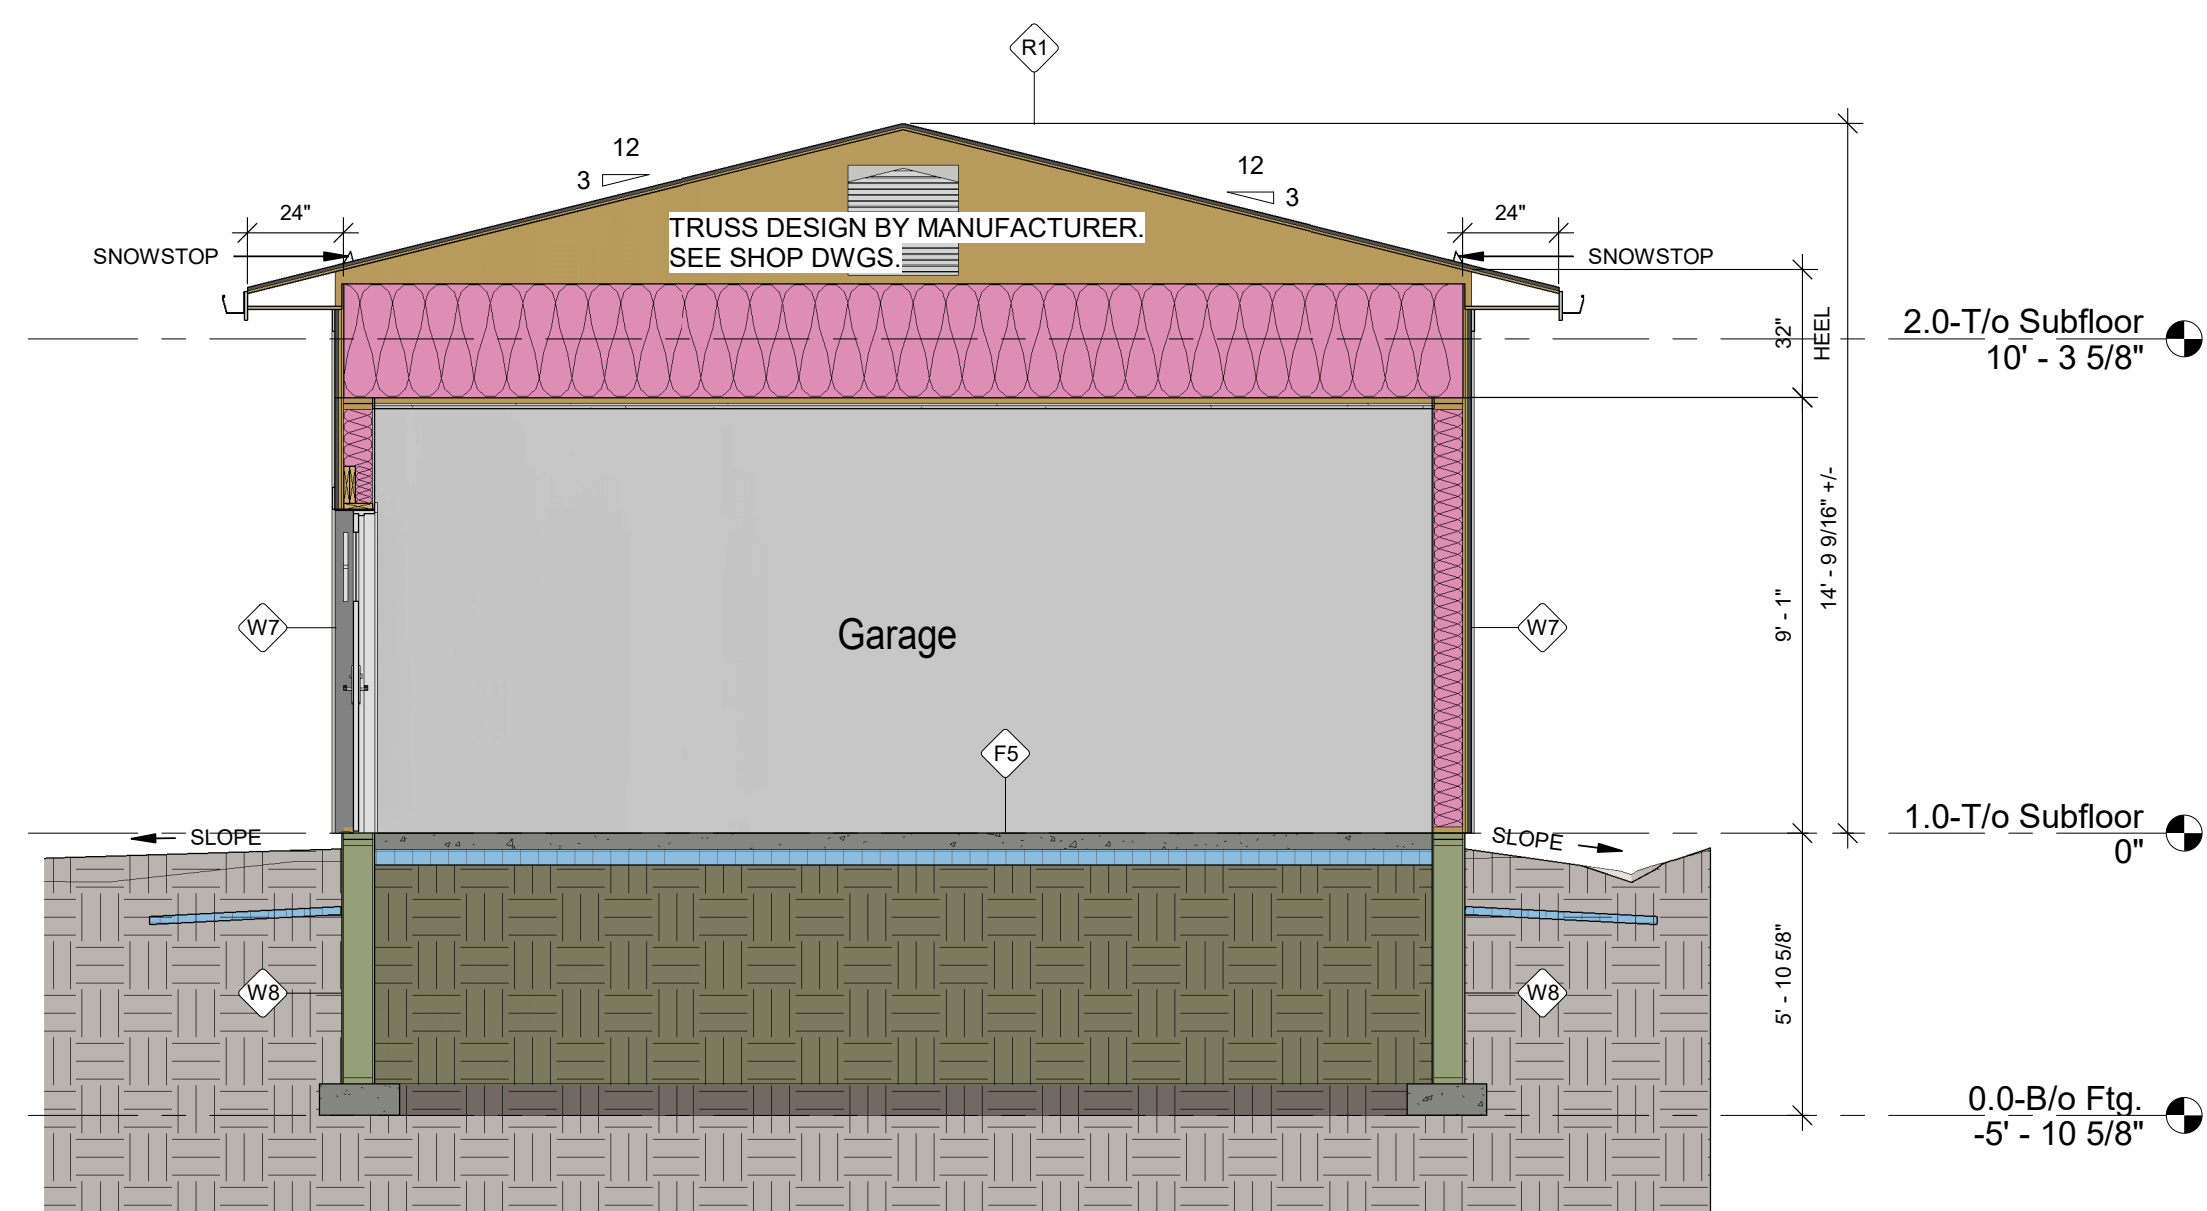 R1
12
3
12
3
24"
24"
TRUSS DESIGN BY MANUFACTURER.
SEE SHOP DWGS.
SNOWSTOP
SNOWSTOP
2.0-T/o Subfloor
10' - 3 5/8"
32"
HEEL
14' - 9 9/16" +/-
9' - 1"
W7
Garage
W7
F5
SLOPE
SLOPE
1.0-T/o Subfloor
0"
5' - 10 5/8"
W8
W8
0.0-B/o Ftg.
-5' - 10 5/8"